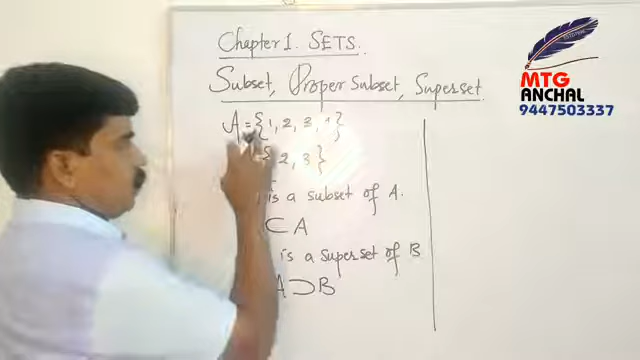 Chapter 1. SETS.
Subset, Proper Subset, Superset.
A = {1, 2, 3, 4}
{ 2, 3 }
is a subset of A.
⊂ A
is a superset of B
A ⊃ B
MTG
ANCHAL
9447503337